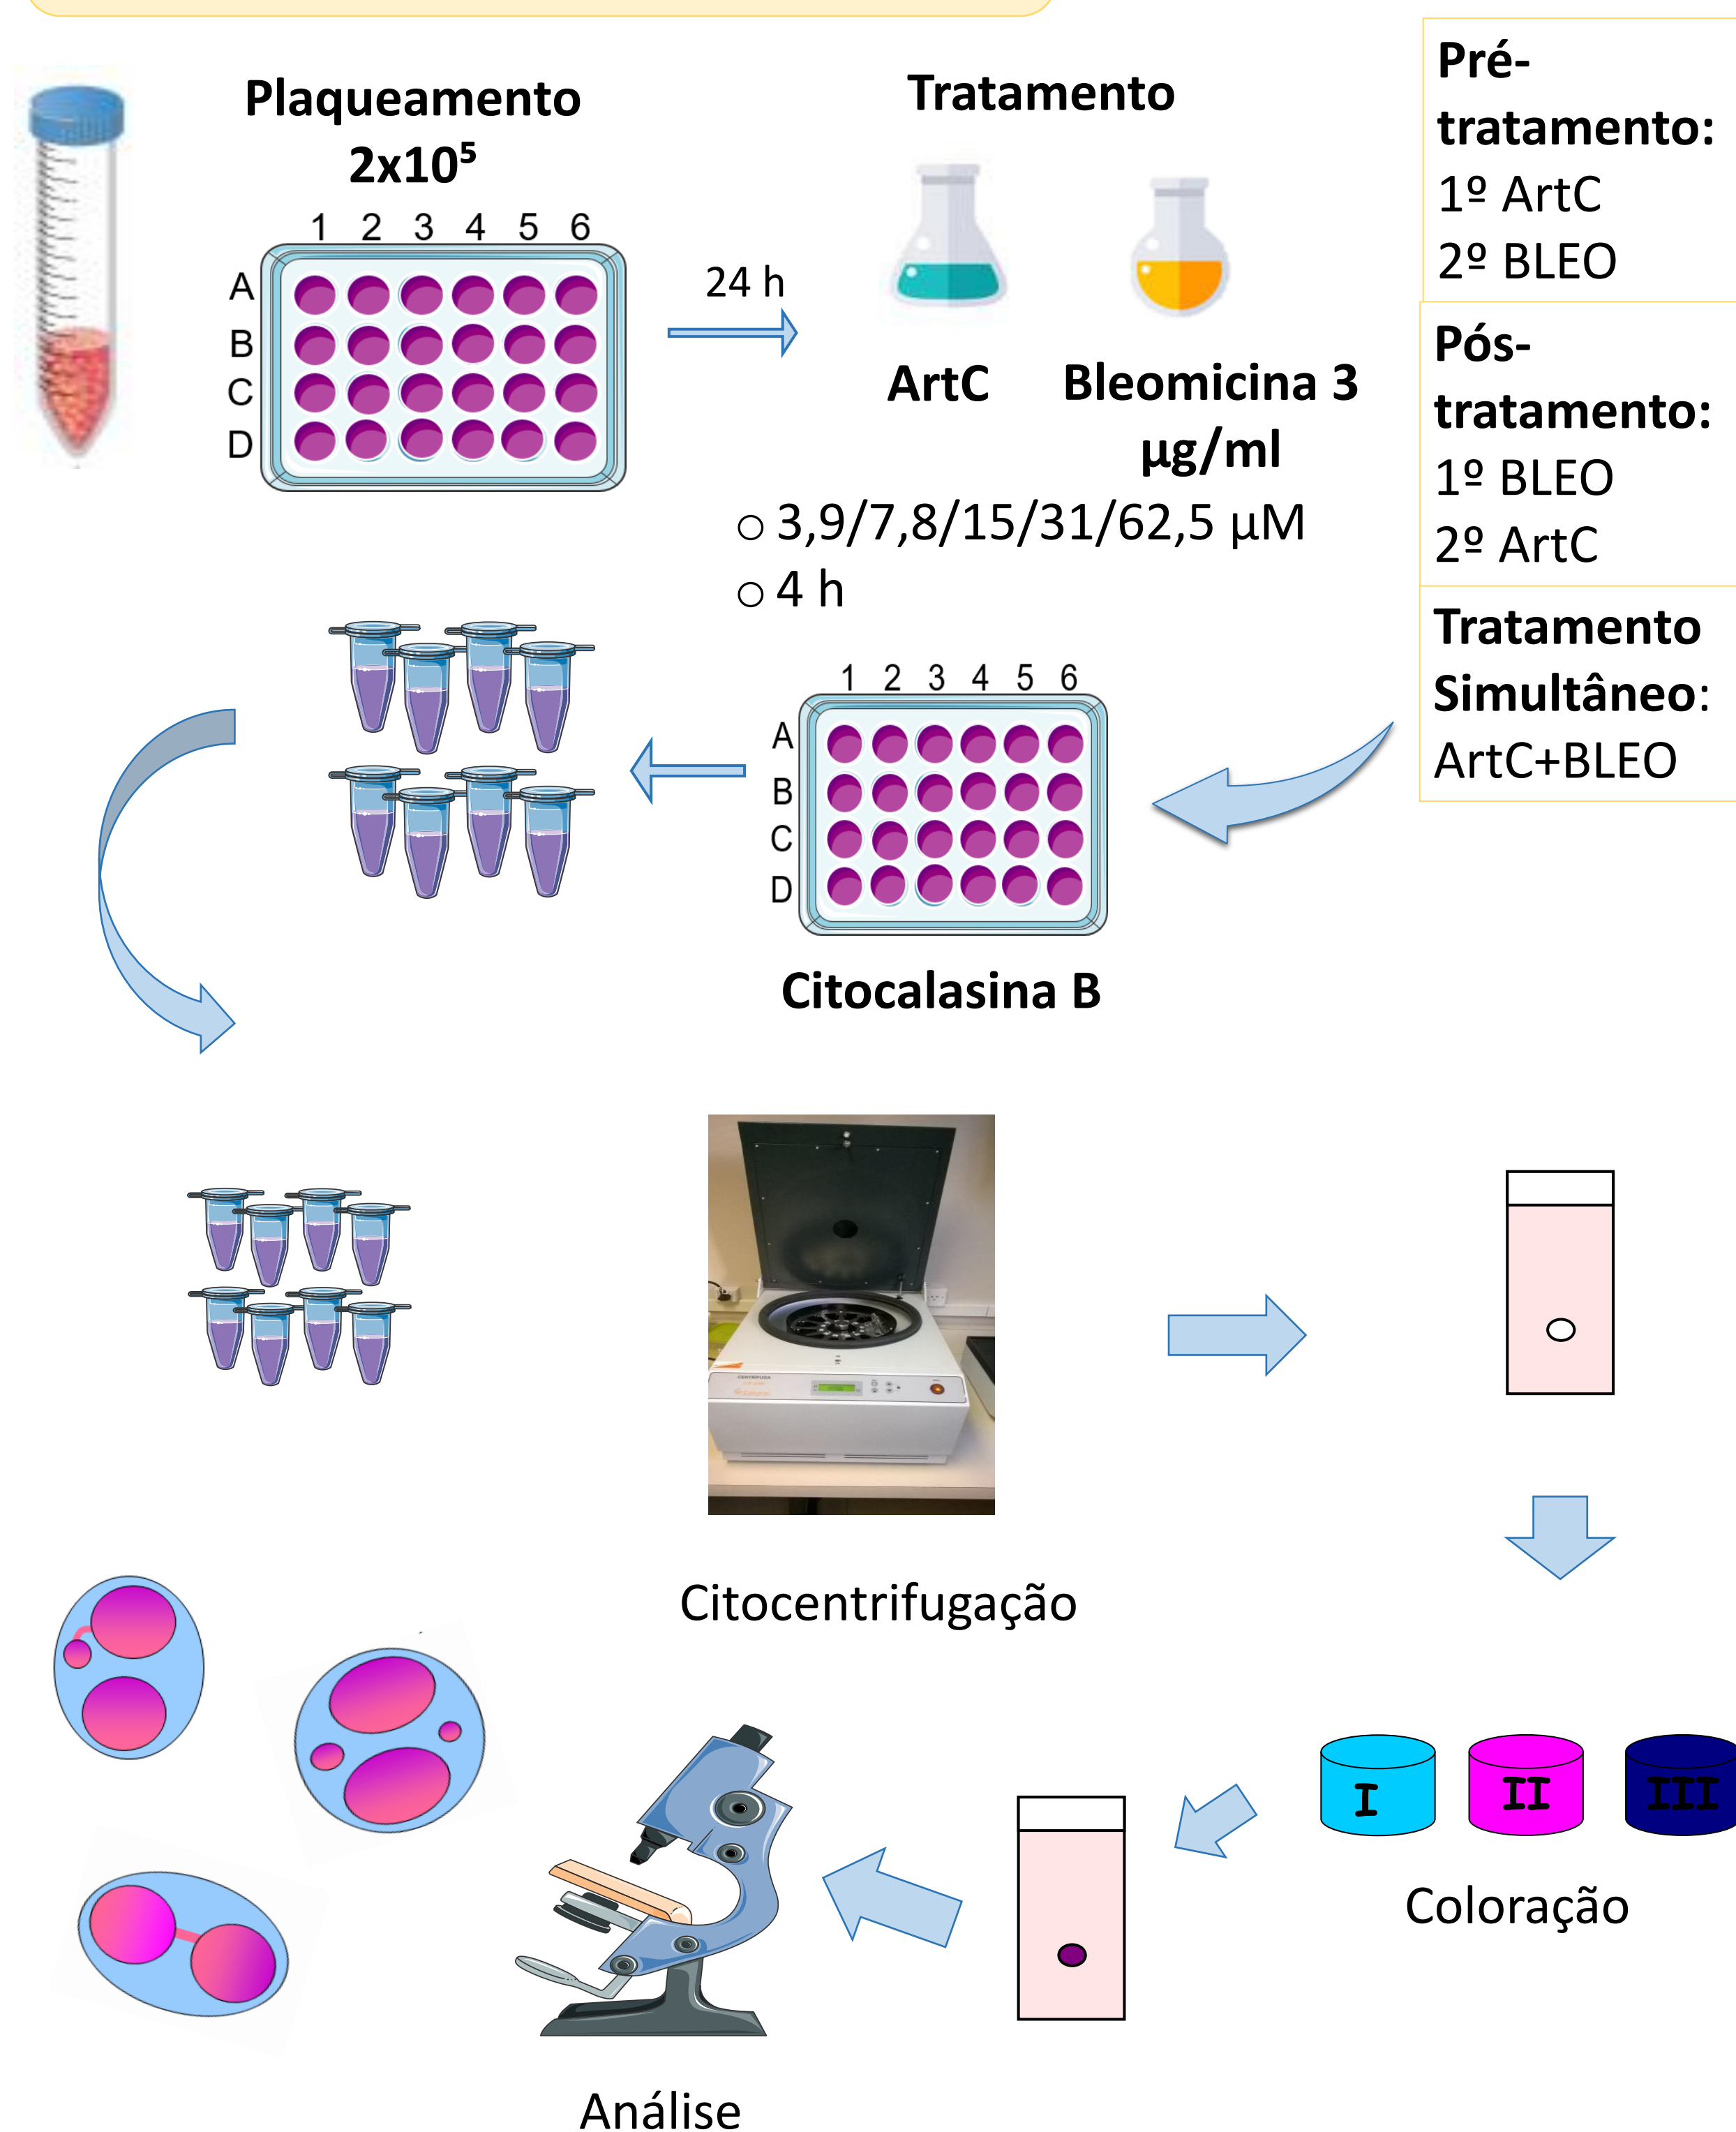 Plaqueamento
2x10⁵
1 2 3 4 5 6
A
B
C
D
24 h
Tratamento
ArtC
Bleomicina 3
µg/ml
○ 3,9/7,8/15/31/62,5 µM
○ 4 h
Pré-
tratamento:
1º ArtC
2º BLEO
Pós-
tratamento:
1º BLEO
2º ArtC
Tratamento
Simultâneo:
ArtC+BLEO
1 2 3 4 5 6
A
B
C
D
Citocalasina B
CENTRÍFUGA
Citocentrifugação
I II III
Coloração
Análise